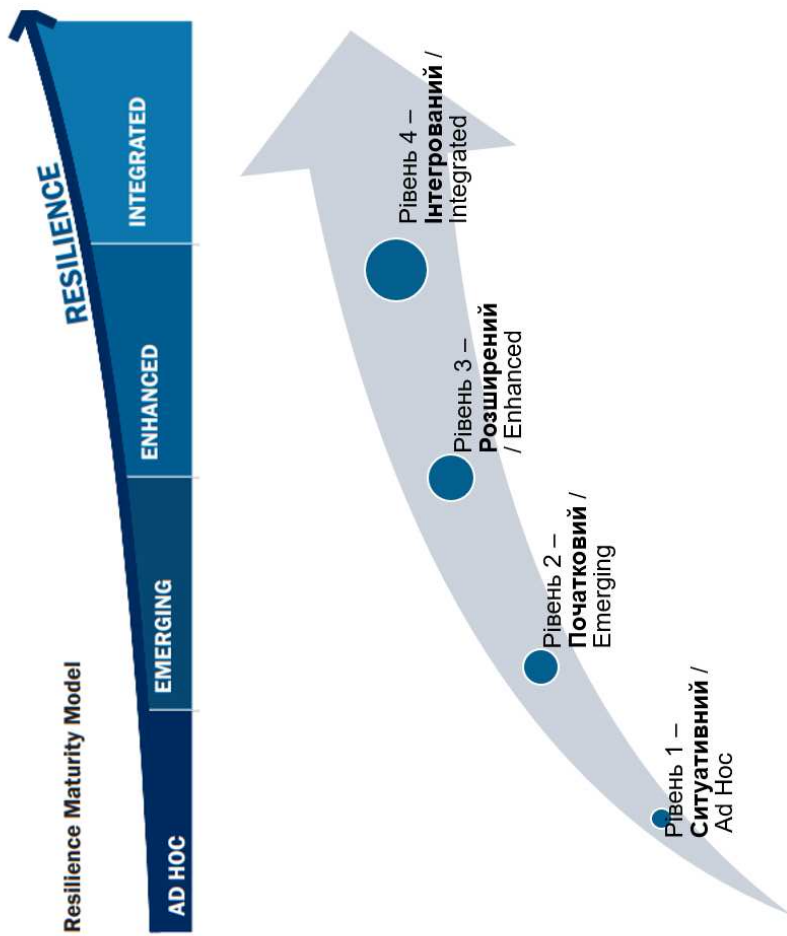 Resilience Maturity Model
RESILIENCE
AD HOC
EMERGING
ENHANCED
INTEGRATED
Рівень 1 –
Ситуативний /
Ad Hoc
Рівень 2 –
Початковий /
Emerging
Рівень 3 –
Розширений
/ Enhanced
Рівень 4 –
Інтегрований /
Integrated